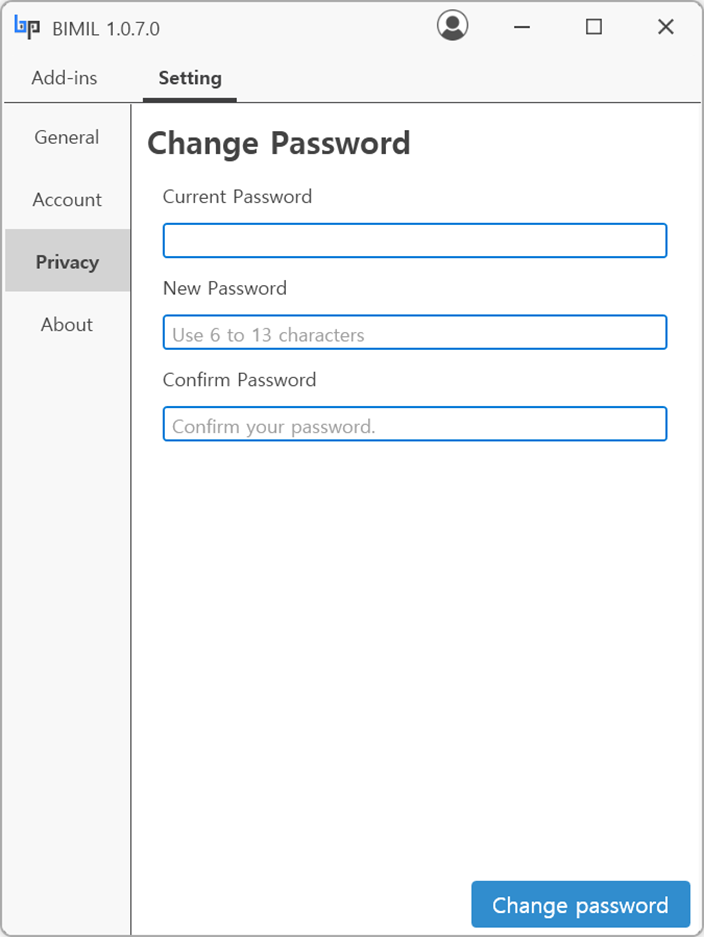 bp BIMIL 1.0.7.0
Add-ins Setting
General
Account
Privacy
About
Change Password
Current Password
New Password
Use 6 to 13 characters
Confirm Password
Confirm your password.
Change password